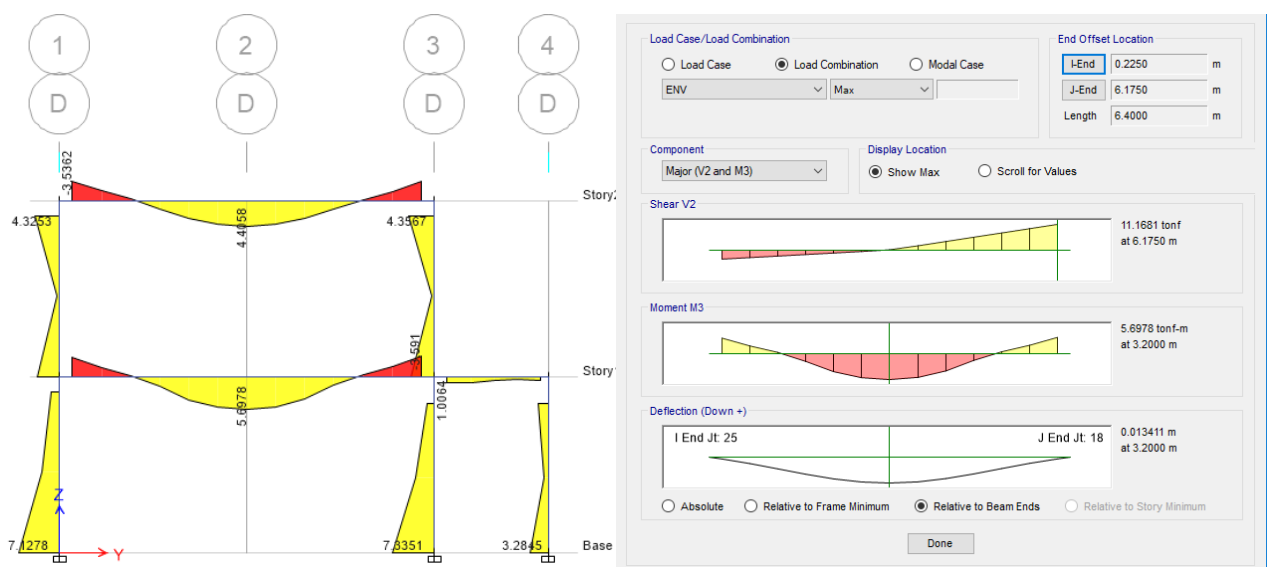 1 2 3 4
D D D D
-3.5362
Story2
4.3253 4.4058 4.3567
-3.591
Story1
5.6978 1.0064
Z
7.1278 Y 7.3351 3.2845 Base
Load Case/Load Combination
Load Case Load Combination Modal Case
ENV Max
End Offset Location
I-End 0.2250 m
J-End 6.1750 m
Length 6.4000 m
Component
Major (V2 and M3)
Display Location
Show Max Scroll for Values
Shear V2
11.1681 tonf
at 6.1750 m
Moment M3
5.6978 tonf-m
at 3.2000 m
Deflection (Down +)
I End Jt: 25 J End Jt: 18
0.013411 m
at 3.2000 m
Absolute Relative to Frame Minimum Relative to Beam Ends Relative to Story Minimum
Done